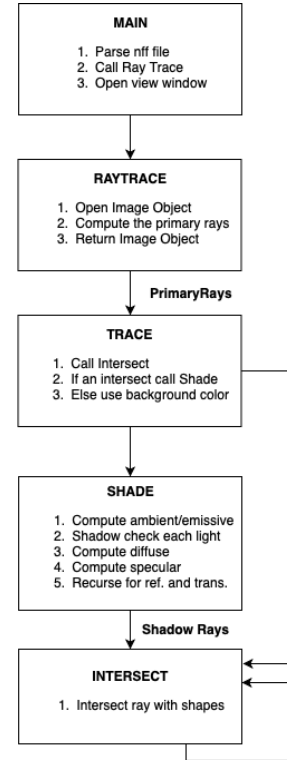 MAIN
1. Parse nff file
2. Call Ray Trace
3. Open view window
RAYTRACE
1. Open Image Object
2. Compute the primary rays
3. Return Image Object
PrimaryRays
TRACE
1. Call Intersect
2. If an intersect call Shade
3. Else use background color
SHADE
1. Compute ambient/emissive
2. Shadow check each light
3. Compute diffuse
4. Compute specular
5. Recurse for ref. and trans.
Shadow Rays
INTERSECT
1. Intersect ray with shapes